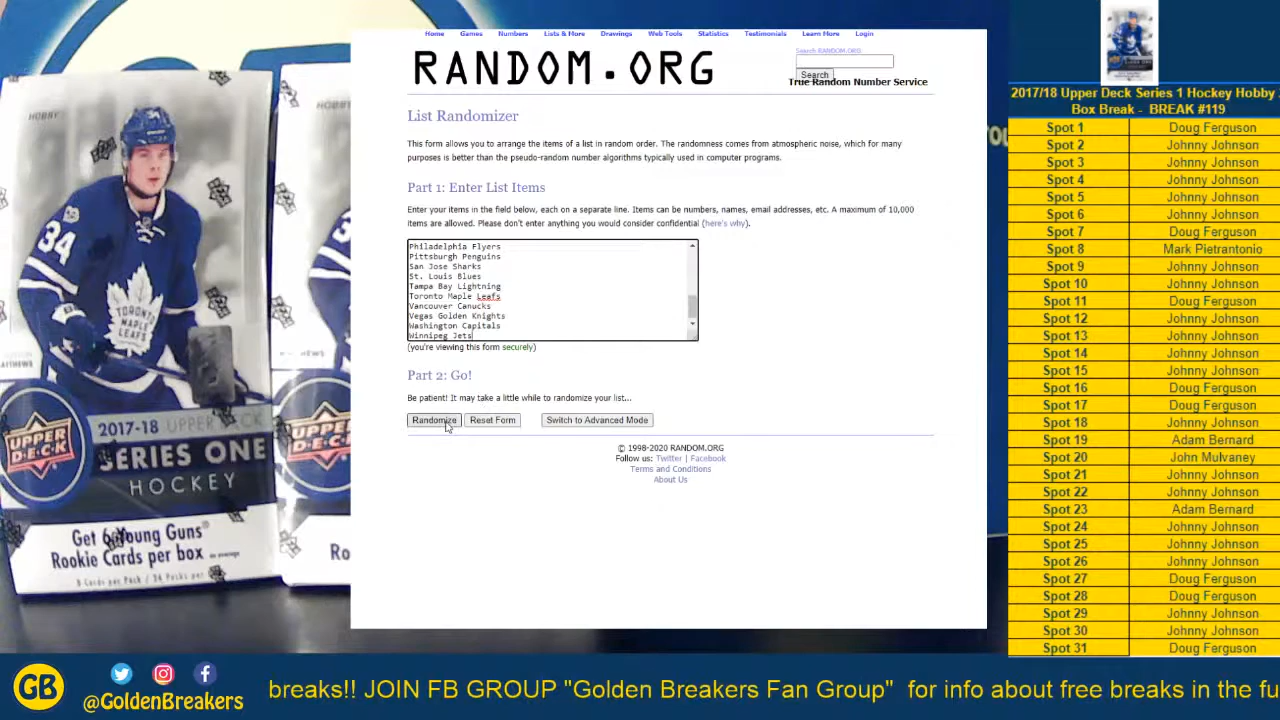 Home Games Numbers Lists & More Drawings Web Tools Statistics Testimonials Learn More Login
RANDOM.ORG
Search RANDOM.ORG
Search
True Random Number Service
List Randomizer
This form allows you to arrange the items of a list in random order. The randomness comes from atmospheric noise, which for many
purposes is better than the pseudo-random number algorithms typically used in computer programs.
Part 1: Enter List Items
Enter your items in the field below, each on a separate line. Items can be numbers, names, email addresses, etc. A maximum of 10,000
items are allowed. Please don't enter anything you would consider confidential (here's why).
Philadelphia Flyers
Pittsburgh Penguins
San Jose Sharks
St. Louis Blues
Tampa Bay Lightning
Toronto Maple Leafs
Vancouver Canucks
Vegas Golden Knights
Washington Capitals
Winnipeg Jets
(you're viewing this form securely)
Part 2: Go!
Be patient! It may take a little while to randomize your list...
Randomize Reset Form Switch to Advanced Mode
© 1998-2020 RANDOM.ORG
Follow us: Twitter | Facebook
Terms and Conditions
About Us
2017/18 Upper Deck Series 1 Hockey Hobby
Box Break - BREAK #119
Spot 1 Doug Ferguson
Spot 2 Johnny Johnson
Spot 3 Johnny Johnson
Spot 4 Johnny Johnson
Spot 5 Johnny Johnson
Spot 6 Johnny Johnson
Spot 7 Doug Ferguson
Spot 8 Mark Pietrantonio
Spot 9 Johnny Johnson
Spot 10 Johnny Johnson
Spot 11 Doug Ferguson
Spot 12 Johnny Johnson
Spot 13 Johnny Johnson
Spot 14 Johnny Johnson
Spot 15 Johnny Johnson
Spot 16 Doug Ferguson
Spot 17 Doug Ferguson
Spot 18 Johnny Johnson
Spot 19 Adam Bernard
Spot 20 John Mulvaney
Spot 21 Johnny Johnson
Spot 22 Johnny Johnson
Spot 23 Adam Bernard
Spot 24 Johnny Johnson
Spot 25 Johnny Johnson
Spot 26 Johnny Johnson
Spot 27 Doug Ferguson
Spot 28 Doug Ferguson
Spot 29 Johnny Johnson
Spot 30 Johnny Johnson
Spot 31 Doug Ferguson
HOBBY
34
TORONTO
MAPLE
LEAFS
UPPER
DECK
2017-18 UPPER DECK
SERIES ONE
HOCKEY
Get 6 Young Guns
Rookie Cards per box on average
HOBBY
UPPER
Ro
GB
@GoldenBreakers
breaks!! JOIN FB GROUP "Golden Breakers Fan Group" for info about free breaks in the fu